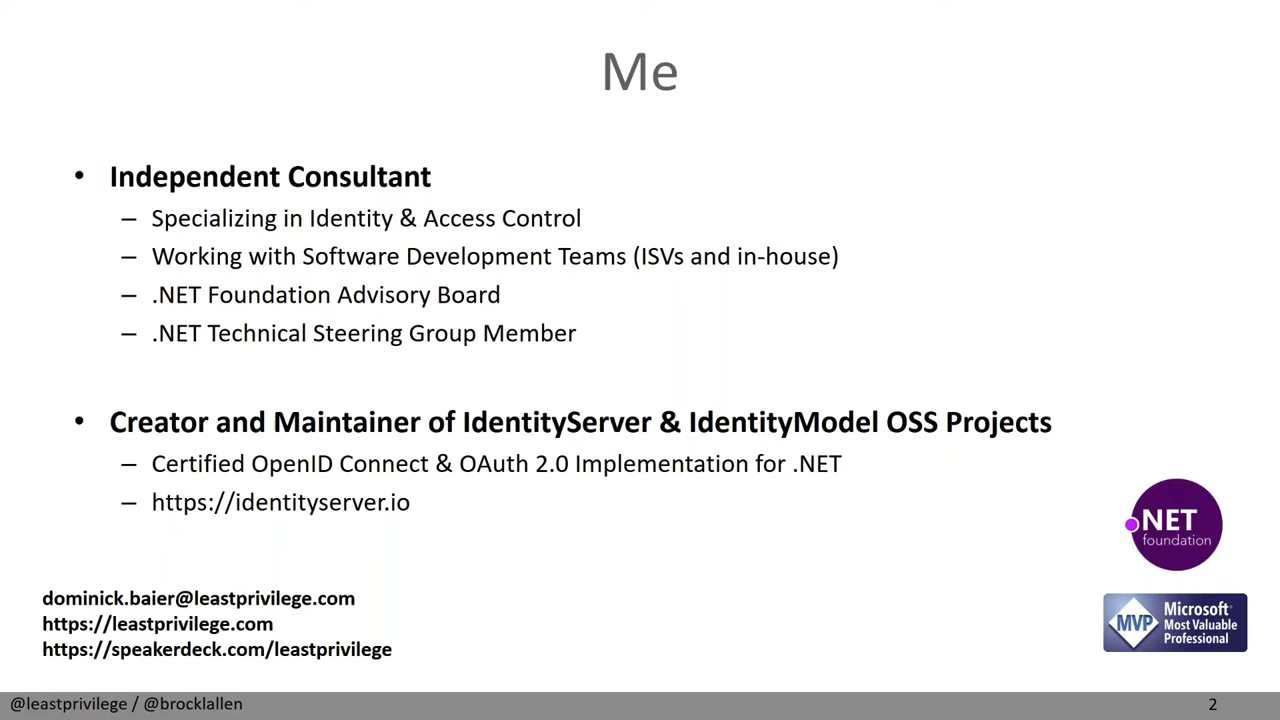 Me
• Independent Consultant
– Specializing in Identity & Access Control
– Working with Software Development Teams (ISVs and in-house)
– .NET Foundation Advisory Board
– .NET Technical Steering Group Member
• Creator and Maintainer of IdentityServer & IdentityModel OSS Projects
– Certified OpenID Connect & OAuth 2.0 Implementation for .NET
– https://identityserver.io
.NET
foundation
dominick.baier@leastprivilege.com
https://leastprivilege.com
https://speakerdeck.com/leastprivilege
MVP
Microsoft®
Most Valuable
Professional
@leastprivilege / @brocklallen
2